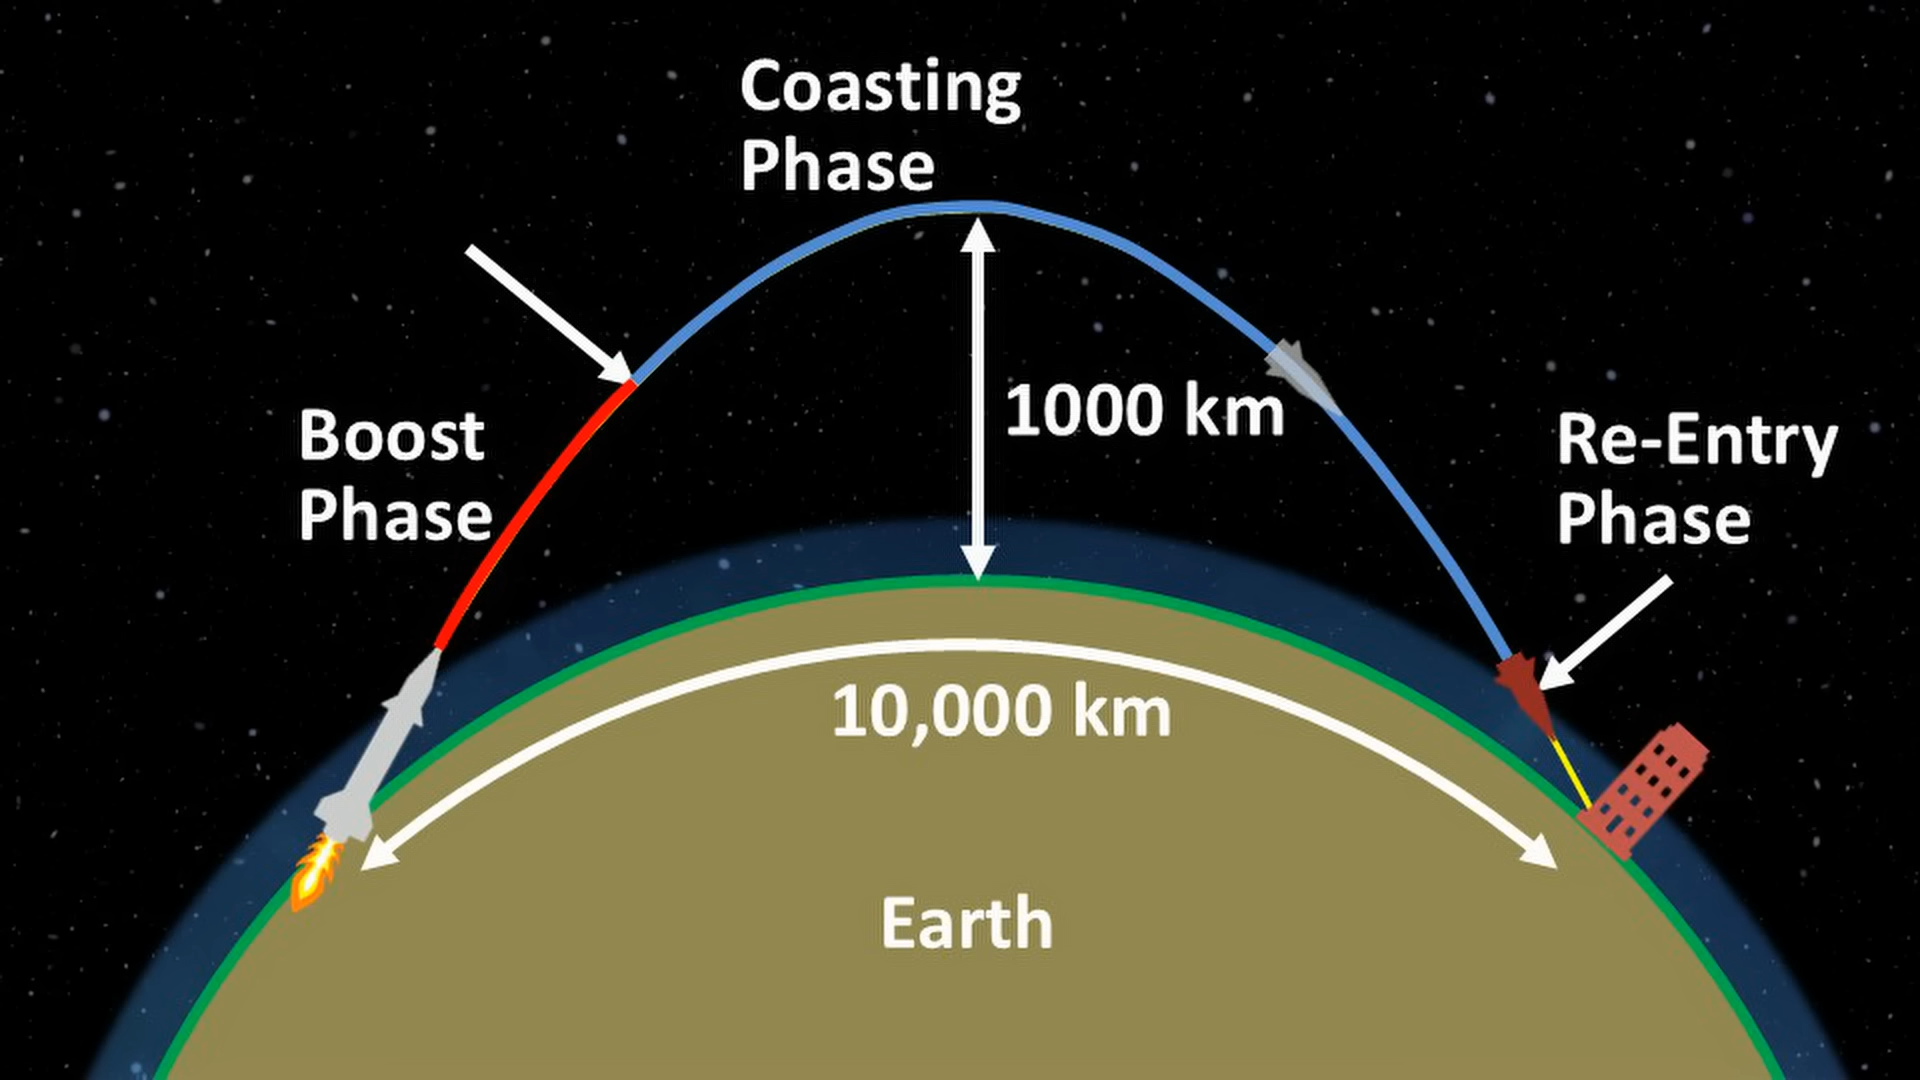 Coasting
Phase
1000 km
Boost
Phase
Re-Entry
Phase
10,000 km
Earth